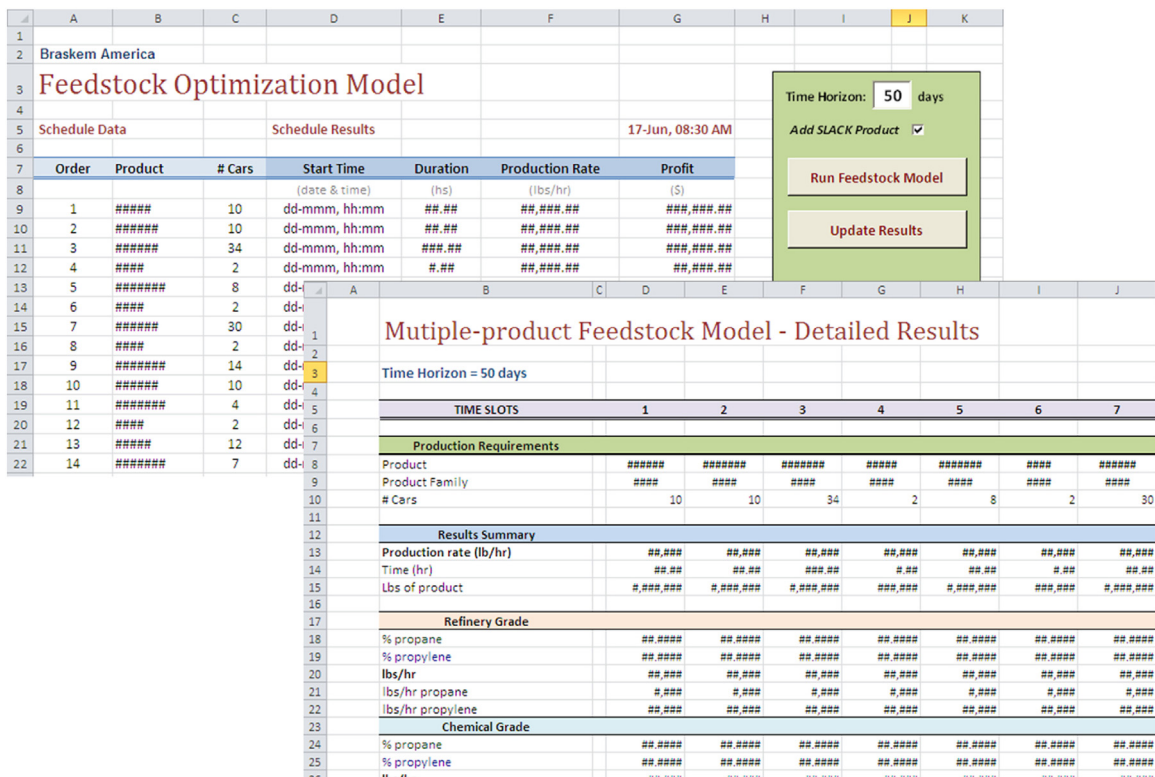 A B C D E F G H I J K
1
2 Braskem America
3 Feedstock Optimization Model
4
5 Schedule Data Schedule Results 17-Jun, 08:30 AM
6
7 Order Product # Cars Start Time Duration Production Rate Profit
8 (date & time) (hs) (lbs/hr) ($)
9 1 ##### 10 dd-mmm, hh:mm ##.## ##,###.## ###,###.##
10 2 ###### 10 dd-mmm, hh:mm ##.## ##,###.## ###,###.##
11 3 ###### 34 dd-mmm, hh:mm ###.## ##,###.## ###,###.##
12 4 #### 2 dd-mmm, hh:mm #.## ##,###.## ##,###.##
13 5 ####### 8
14 6 #### 2
15 7 ###### 30
16 8 #### 2
17 9 ####### 14
18 10 ###### 10
19 11 ####### 4
20 12 #### 2
21 13 ##### 12
22 14 ####### 7
Time Horizon: 50 days
Add SLACK Product
Run Feedstock Model
Update Results
A B C D E F G H I J
1 Mutiple-product Feedstock Model - Detailed Results
2
3 Time Horizon = 50 days
4
5 TIME SLOTS 1 2 3 4 5 6 7
6
7 Production Requirements
8 Product ###### ####### ####### ##### ####### #### ######
9 Product Family #### #### #### #### #### #### ####
10 # Cars 10 10 34 2 8 2 30
11
12 Results Summary
13 Production rate (lb/hr) ##,### ##,### ##,### ##,### ##,### ##,### ##,###
14 Time (hr) ##.## ##.## ###.## #.## ##.## #.## ##.##
15 Lbs of product #,###,### #,###,### #,###,### ###,### #,###,### ###,### #,###,###
16
17 Refinery Grade
18 % propane ##.#### ##.#### ##.#### ##.#### ##.#### ##.#### ##.####
19 % propylene ##.#### ##.#### ##.#### ##.#### ##.#### ##.#### ##.####
20 lbs/hr ##,### ##,### ##,### ##,### ##,### ##,### ##,###
21 lbs/hr propane #,### #,### #,### #,### #,### #,### #,###
22 lbs/hr propylene ##,### ##,### ##,### ##,### ##,### ##,### ##,###
23 Chemical Grade
24 % propane ##.#### ##.#### ##.#### ##.#### ##.#### ##.#### ##.####
25 % propylene ##.#### ##.#### ##.#### ##.#### ##.#### ##.#### ##.####